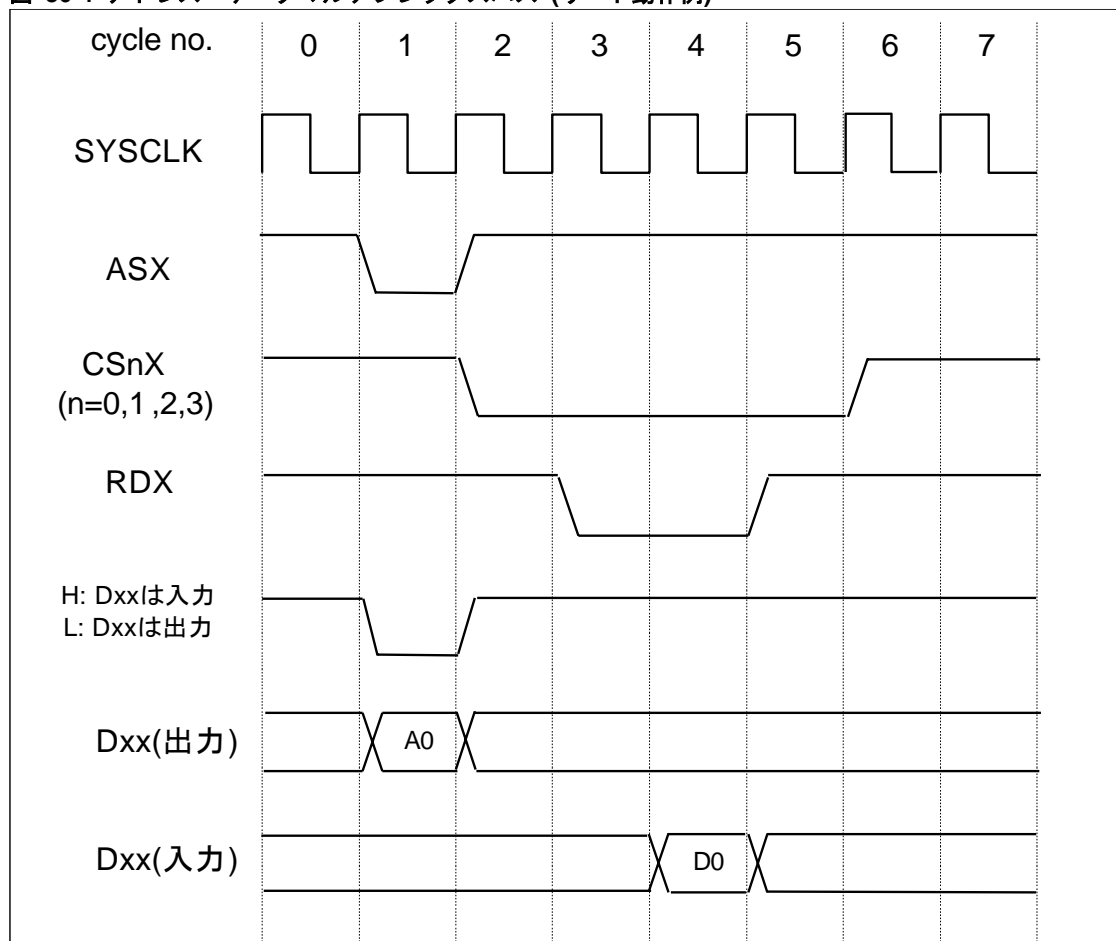 cycle no. 0 1 2 3 4 5 6 7
SYSCLK
ASX
CSnX
(n=0,1 ,2,3)
RDX
H: Dxxは入力
L: Dxxは出力
Dxx(出力) A0
Dxx(入力) D0